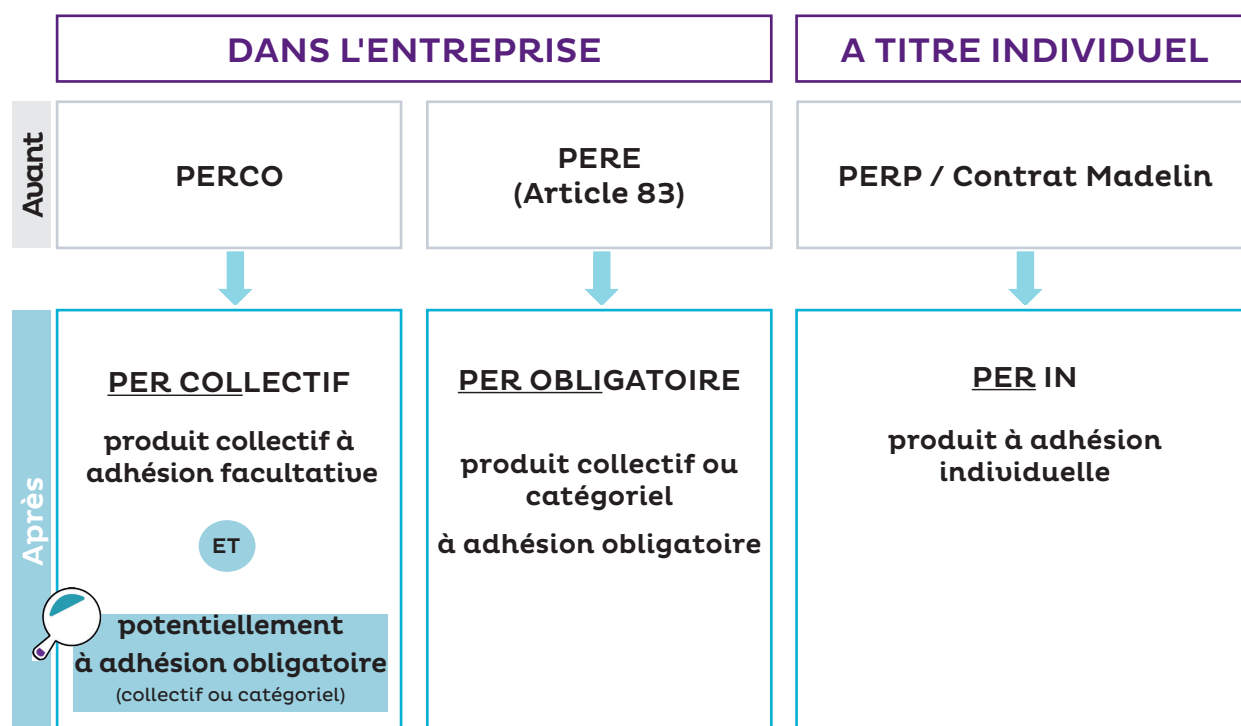 DANS L'ENTREPRISE
A TITRE INDIVIDUEL
Avant
PERCO
PERE
(Article 83)
PERP / Contrat Madelin
Après
PER COLLECTIF
produit collectif à
adhésion facultative
ET
potentiellement
à adhésion obligatoire
(collectif ou catégoriel)
PER OBLIGATOIRE
produit collectif ou
catégoriel
à adhésion obligatoire
PER IN
produit à adhésion
individuelle